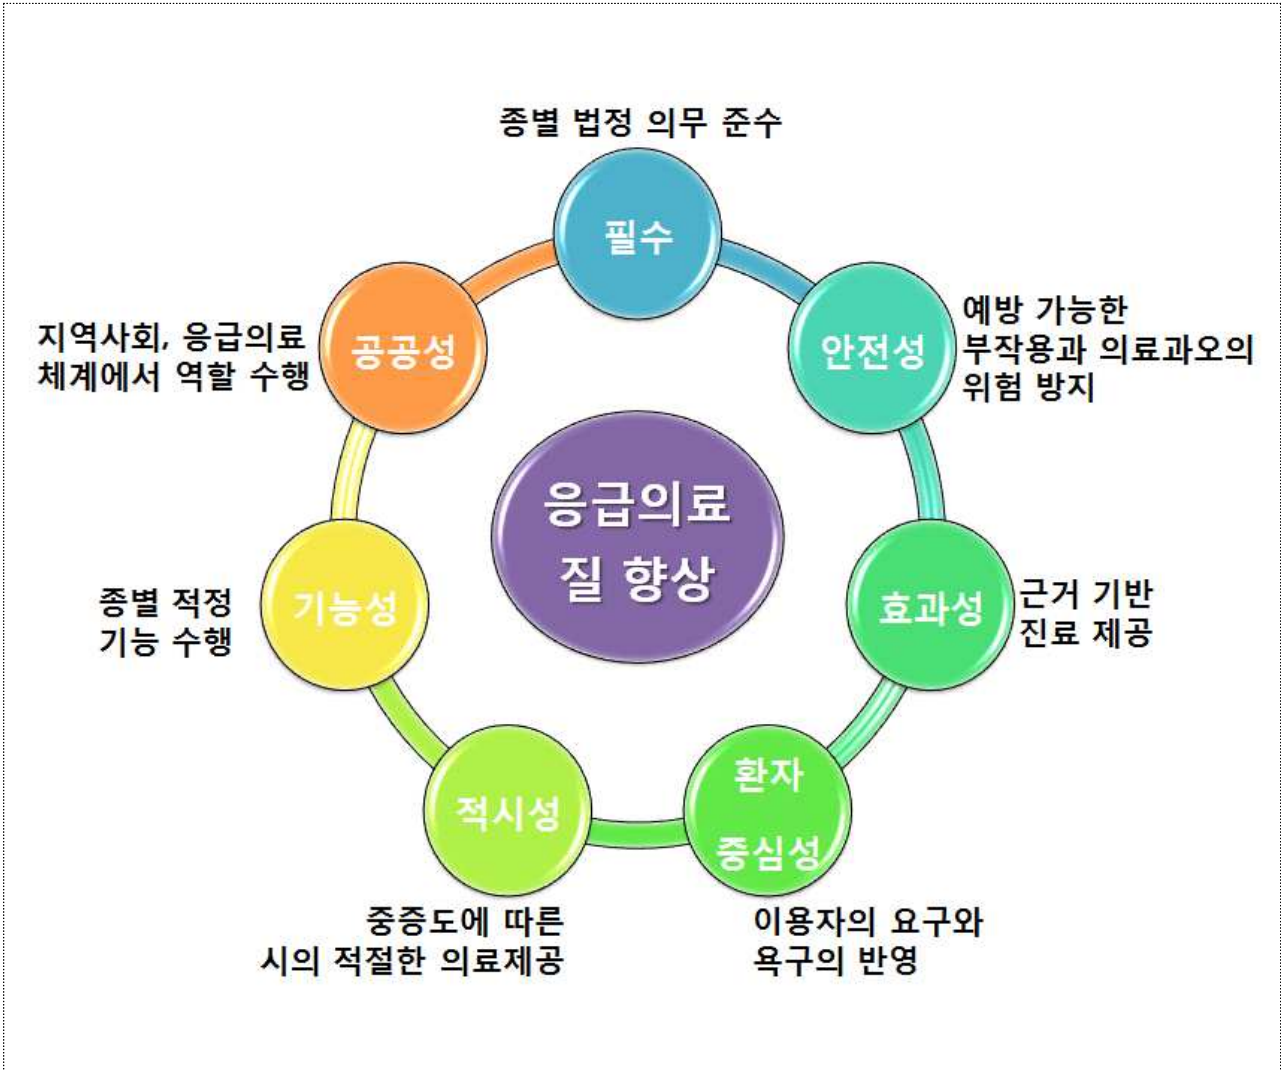 종별 법정 의무 준수
필수
안전성
예방 가능한
부작용과 의료과오의
위험 방지
효과성
근거 기반
진료 제공
환자
중심성
이용자의 요구와
욕구의 반영
적시성
중증도에 따른
시의 적절한 의료제공
기능성
종별 적정
기능 수행
공공성
지역사회, 응급의료
체계에서 역할 수행
응급의료
질 향상